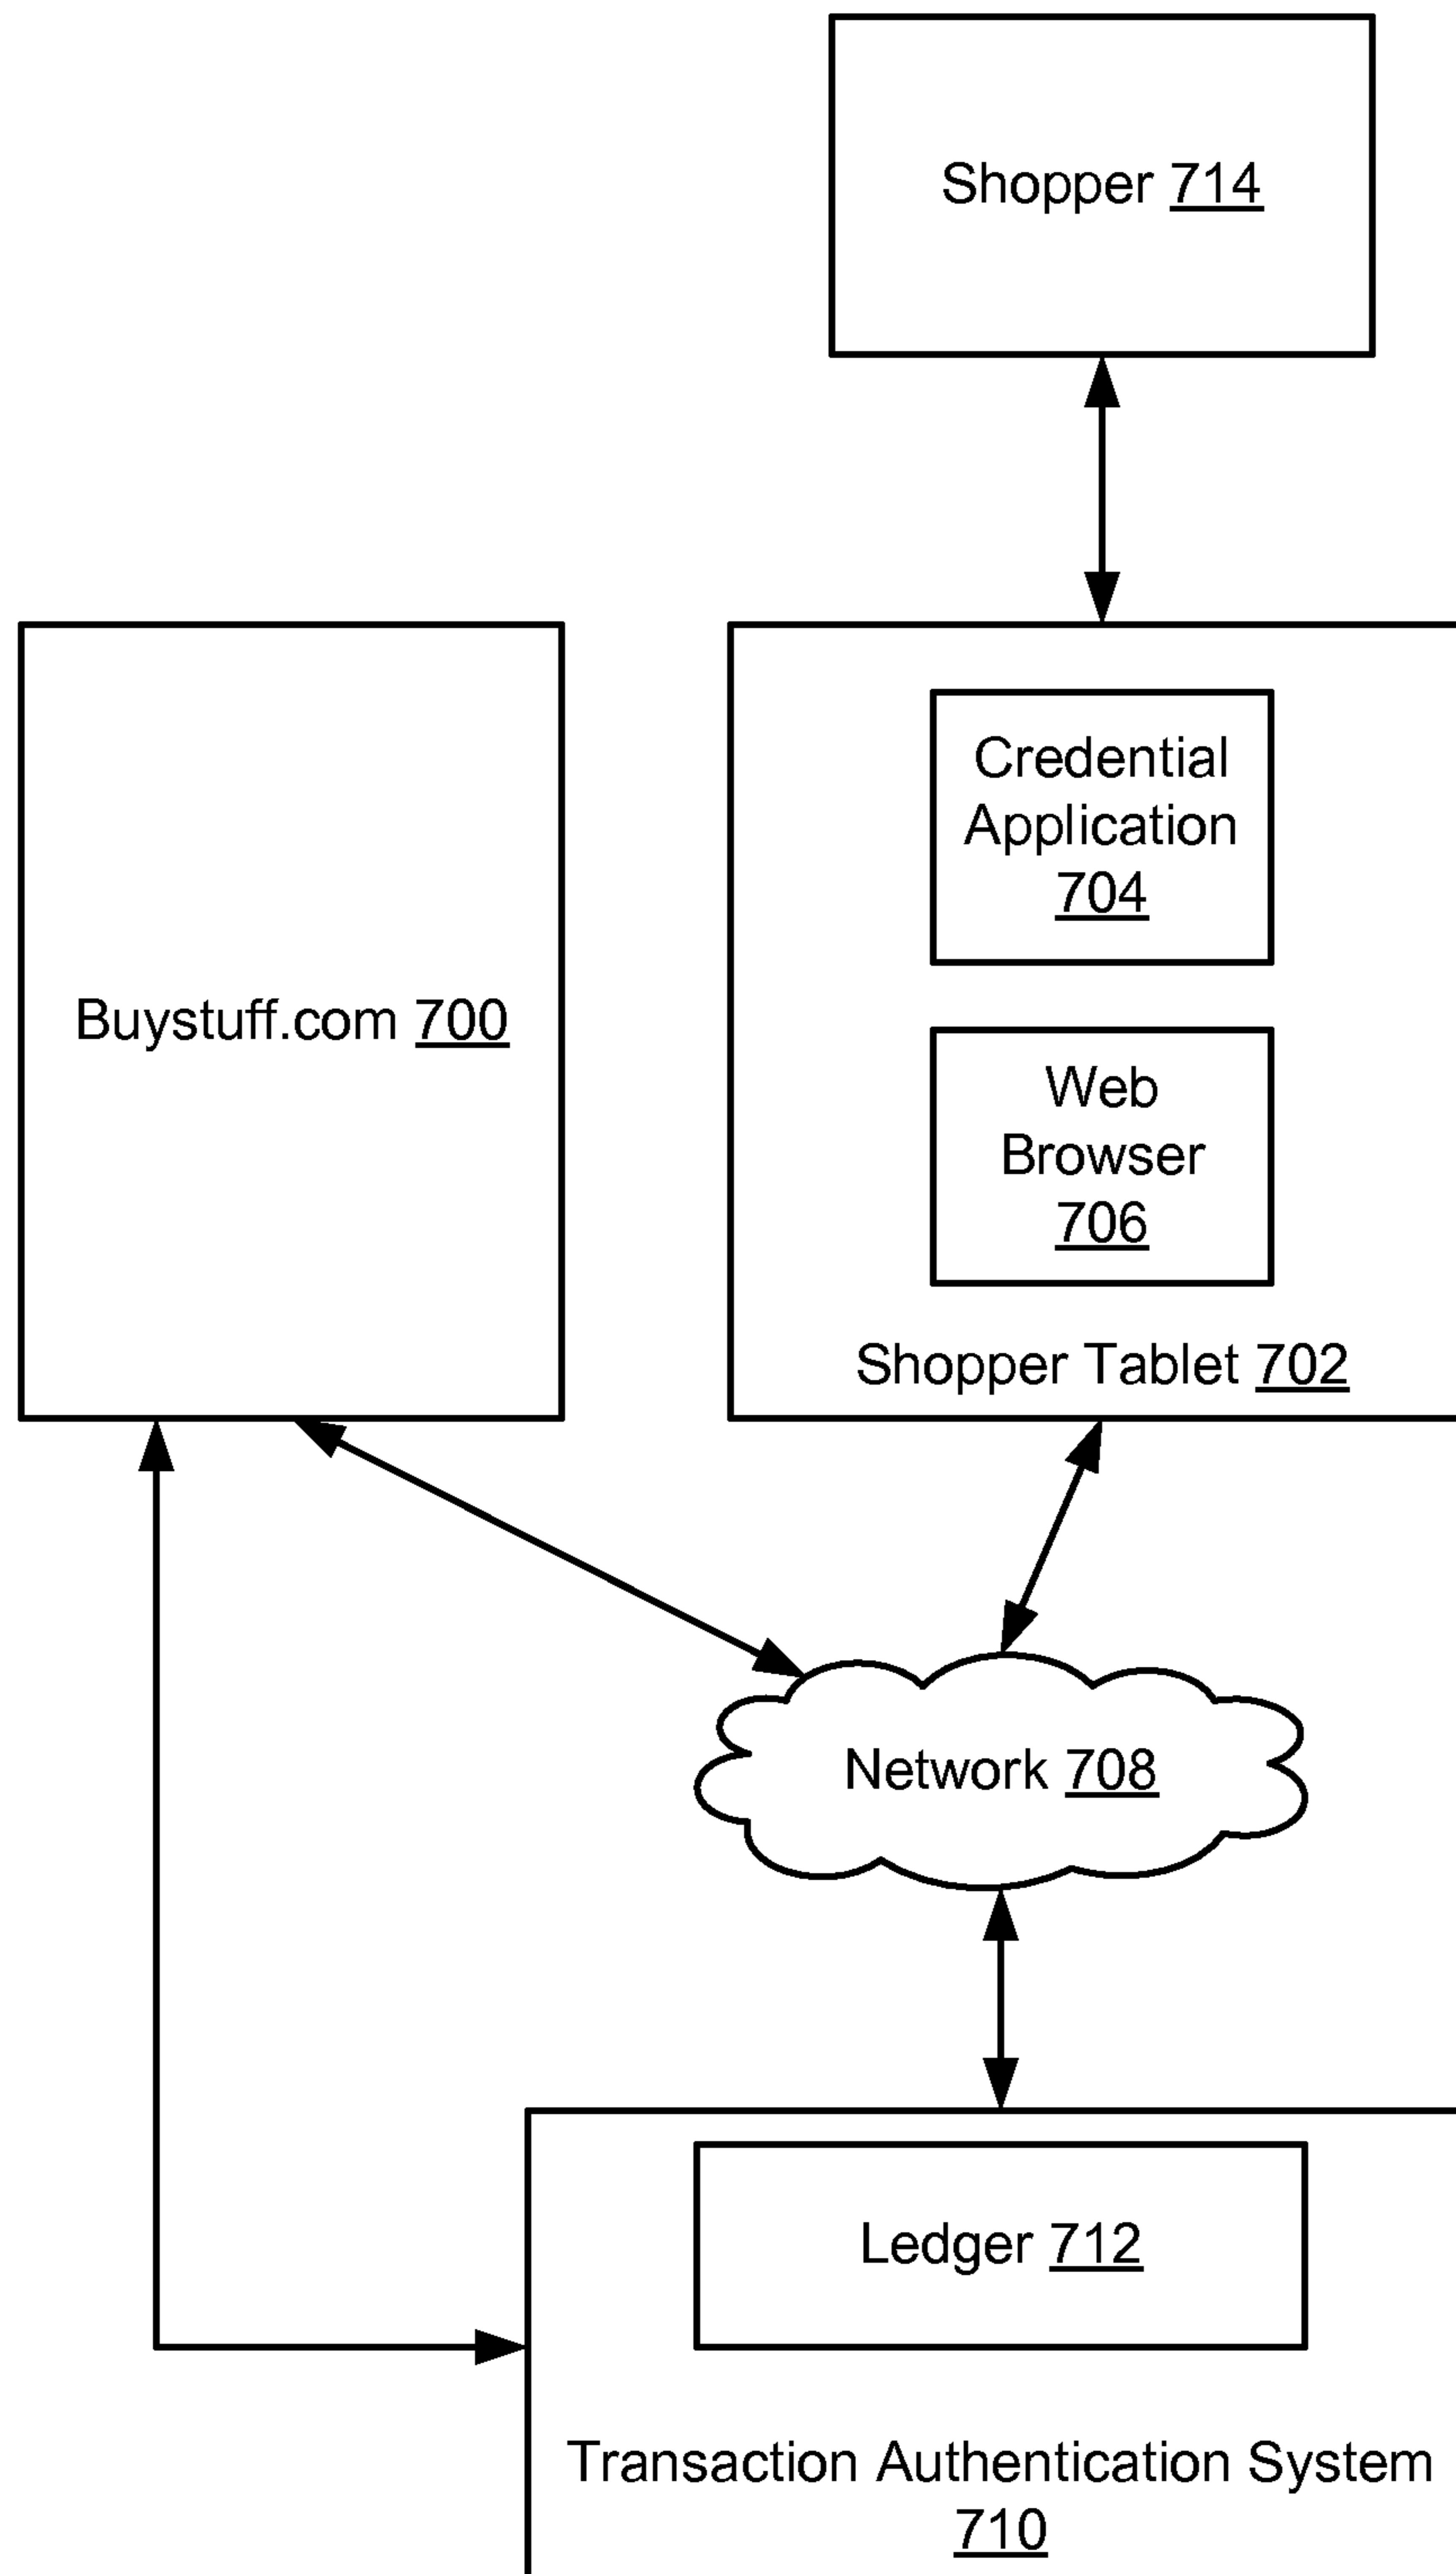 Shopper 714
Credential
Application
704
Buystuff.com 700
Web
Browser
706
Shopper Tablet 702
Network 708
Ledger 712
Transaction Authentication System
710